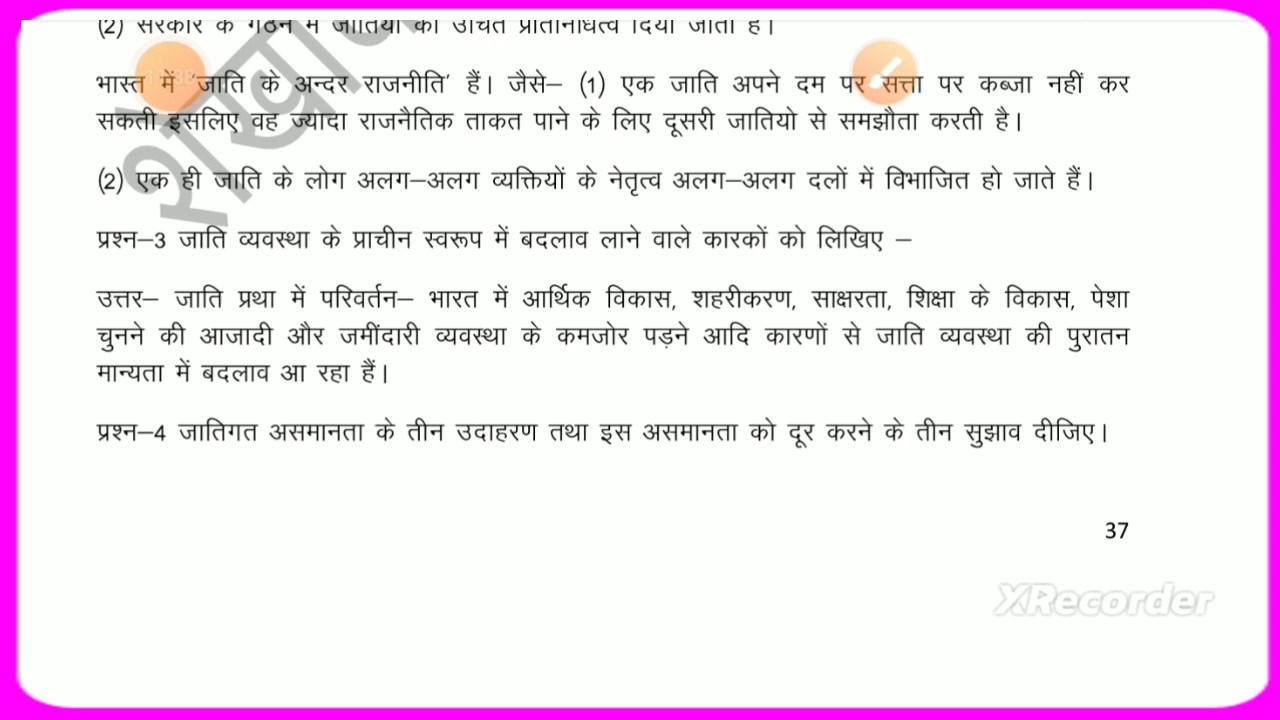 (2) सरकार के गठन में जातियों को उचित प्रतिनिधित्व दिया जाता है।
भारत में 'जाति के अन्दर राजनीति' हैं। जैसे– (1) एक जाति अपने दम पर सत्ता पर कब्जा नहीं कर
सकती इसलिए वह ज्यादा राजनैतिक ताकत पाने के लिए दूसरी जातियो से समझौता करती है।
(2) एक ही जाति के लोग अलग–अलग व्यक्तियों के नेतृत्व अलग–अलग दलों में विभाजित हो जाते हैं।
प्रश्न–3 जाति व्यवस्था के प्राचीन स्वरूप में बदलाव लाने वाले कारकों को लिखिए –
उत्तर– जाति प्रथा में परिवर्तन– भारत में आर्थिक विकास, शहरीकरण, साक्षरता, शिक्षा के विकास, पेशा
चुनने की आजादी और जमींदारी व्यवस्था के कमजोर पड़ने आदि कारणों से जाति व्यवस्था की पुरातन
मान्यता में बदलाव आ रहा हैं।
प्रश्न–4 जातिगत असमानता के तीन उदाहरण तथा इस असमानता को दूर करने के तीन सुझाव दीजिए।
37
XRecorder